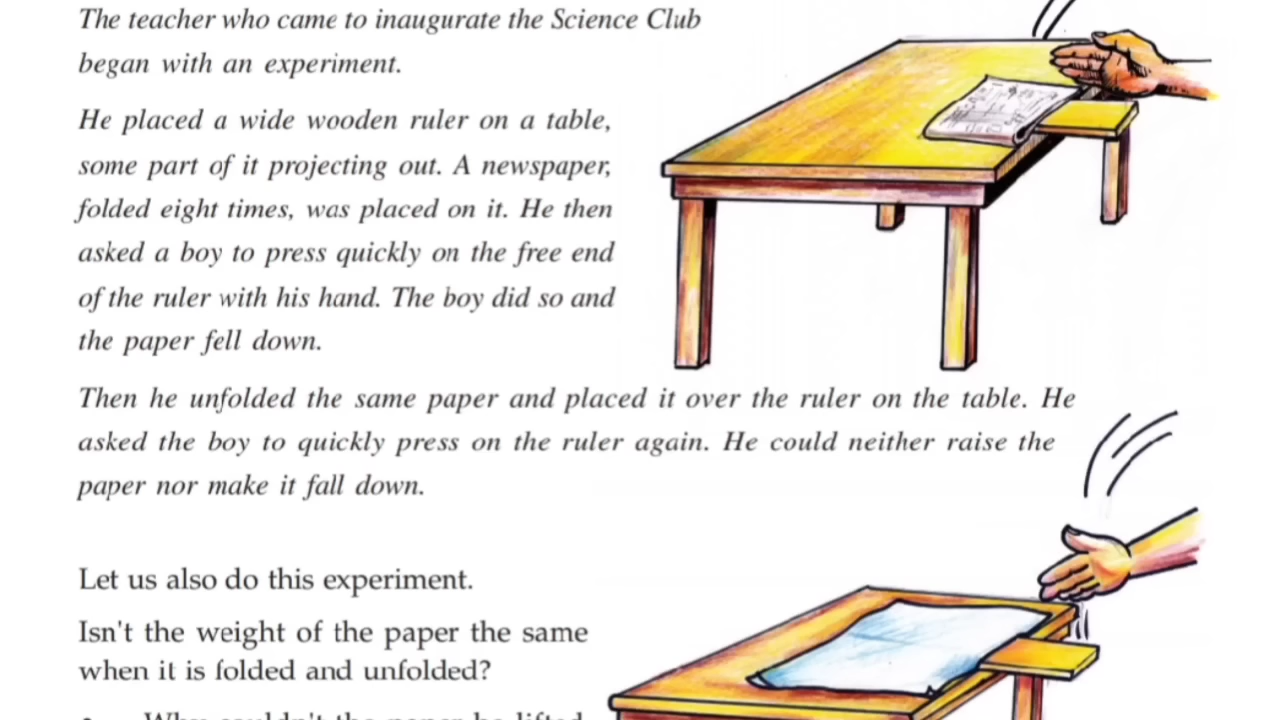 The teacher who came to inaugurate the Science Club
began with an experiment.
He placed a wide wooden ruler on a table,
some part of it projecting out. A newspaper,
folded eight times, was placed on it. He then
asked a boy to press quickly on the free end
of the ruler with his hand. The boy did so and
the paper fell down.
Then he unfolded the same paper and placed it over the ruler on the table. He
asked the boy to quickly press on the ruler again. He could neither raise the
paper nor make it fall down.
Let us also do this experiment.
Isn't the weight of the paper the same
when it is folded and unfolded?
• Why couldn't the paper be lifted